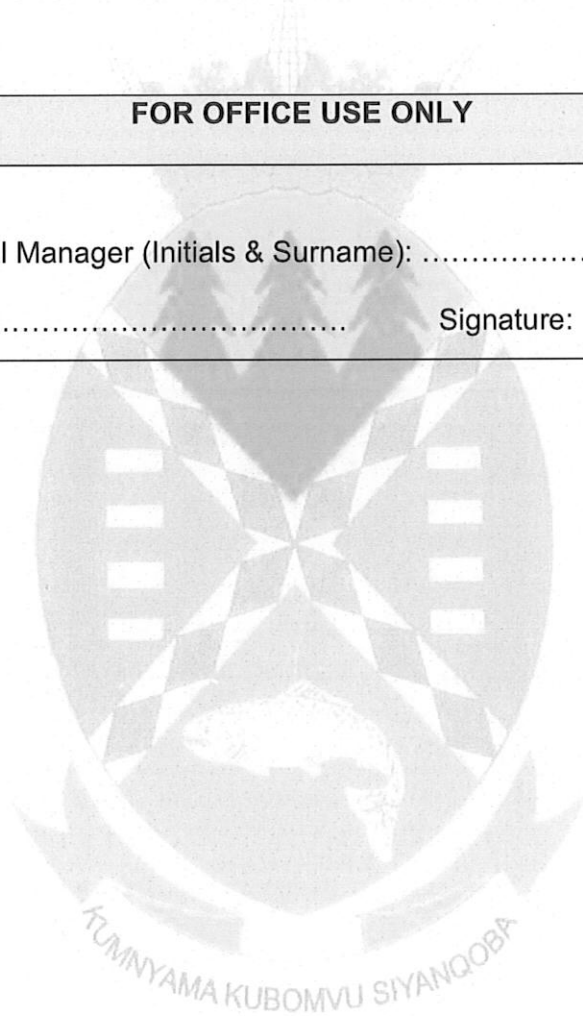 FOR OFFICE USE ONLY
l Manager (Initials & Surname): ................
.................................... Signature:
KUMNYAMA KUBOMVU SIYANQOBA